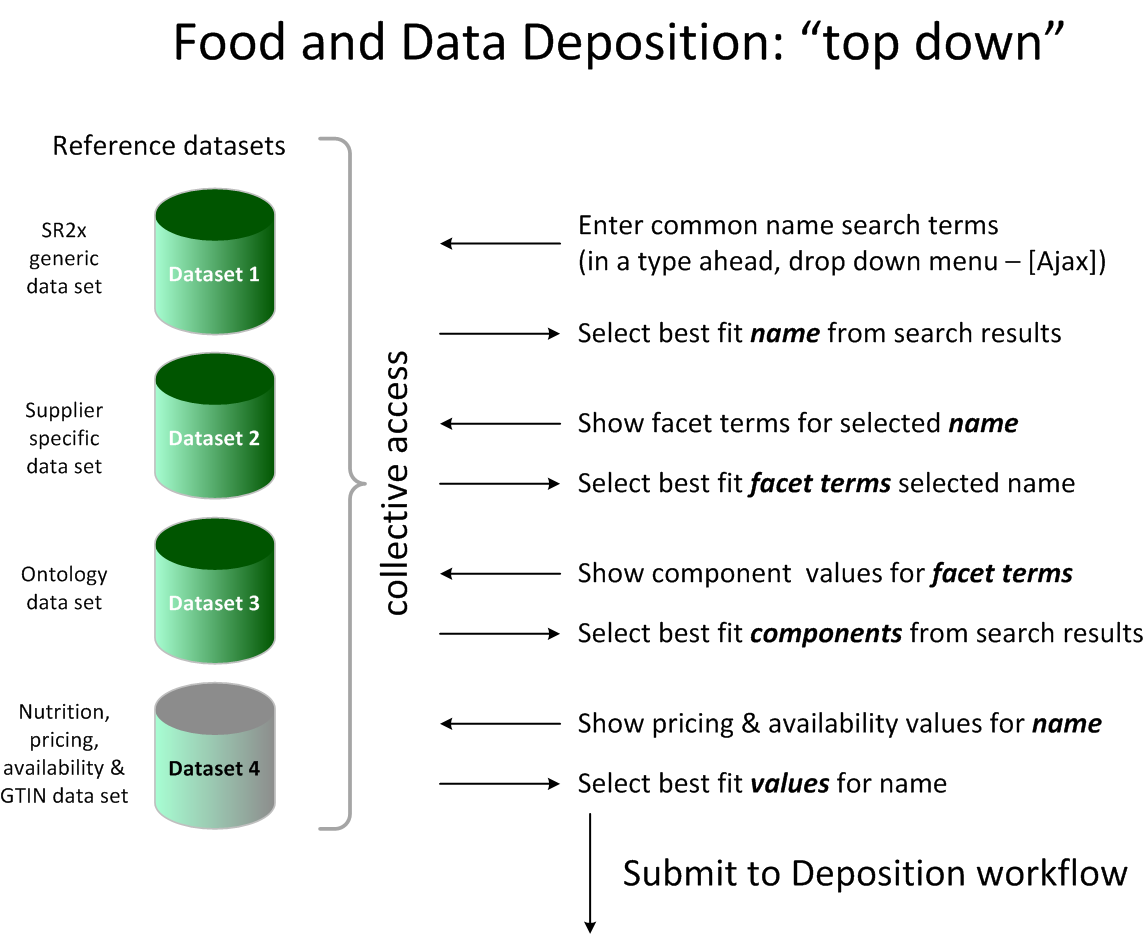 Food and Data Deposition: “top down”
Reference datasets
SR2x
generic
data set
Dataset 1
Supplier
specific
data set
Dataset 2
Ontology
data set
Dataset 3
Nutrition,
pricing,
availability &
GTIN data set
Dataset 4
collective access
Enter common name search terms
(in a type ahead, drop down menu – [Ajax])
Select best fit name from search results
Show facet terms for selected name
Select best fit facet terms selected name
Show component  values for facet terms
Select best fit components from search results
Show pricing & availability values for name
Select best fit values for name
Submit to Deposition workflow